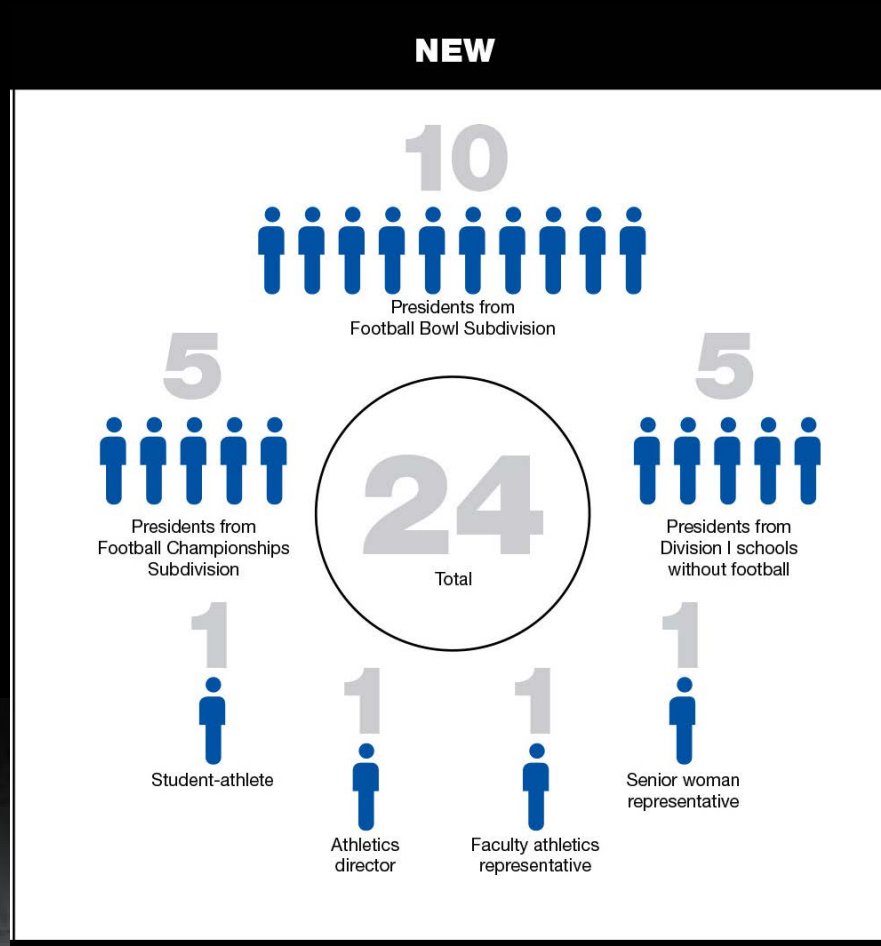 NEW
10
Presidents from
Football Bowl Subdivision
5
Presidents from
Football Championships
Subdivision
24
Total
5
Presidents from
Division I schools
without football
1
Student-athlete
1
Athletics
director
1
Faculty athletics
representative
1
Senior woman
representative